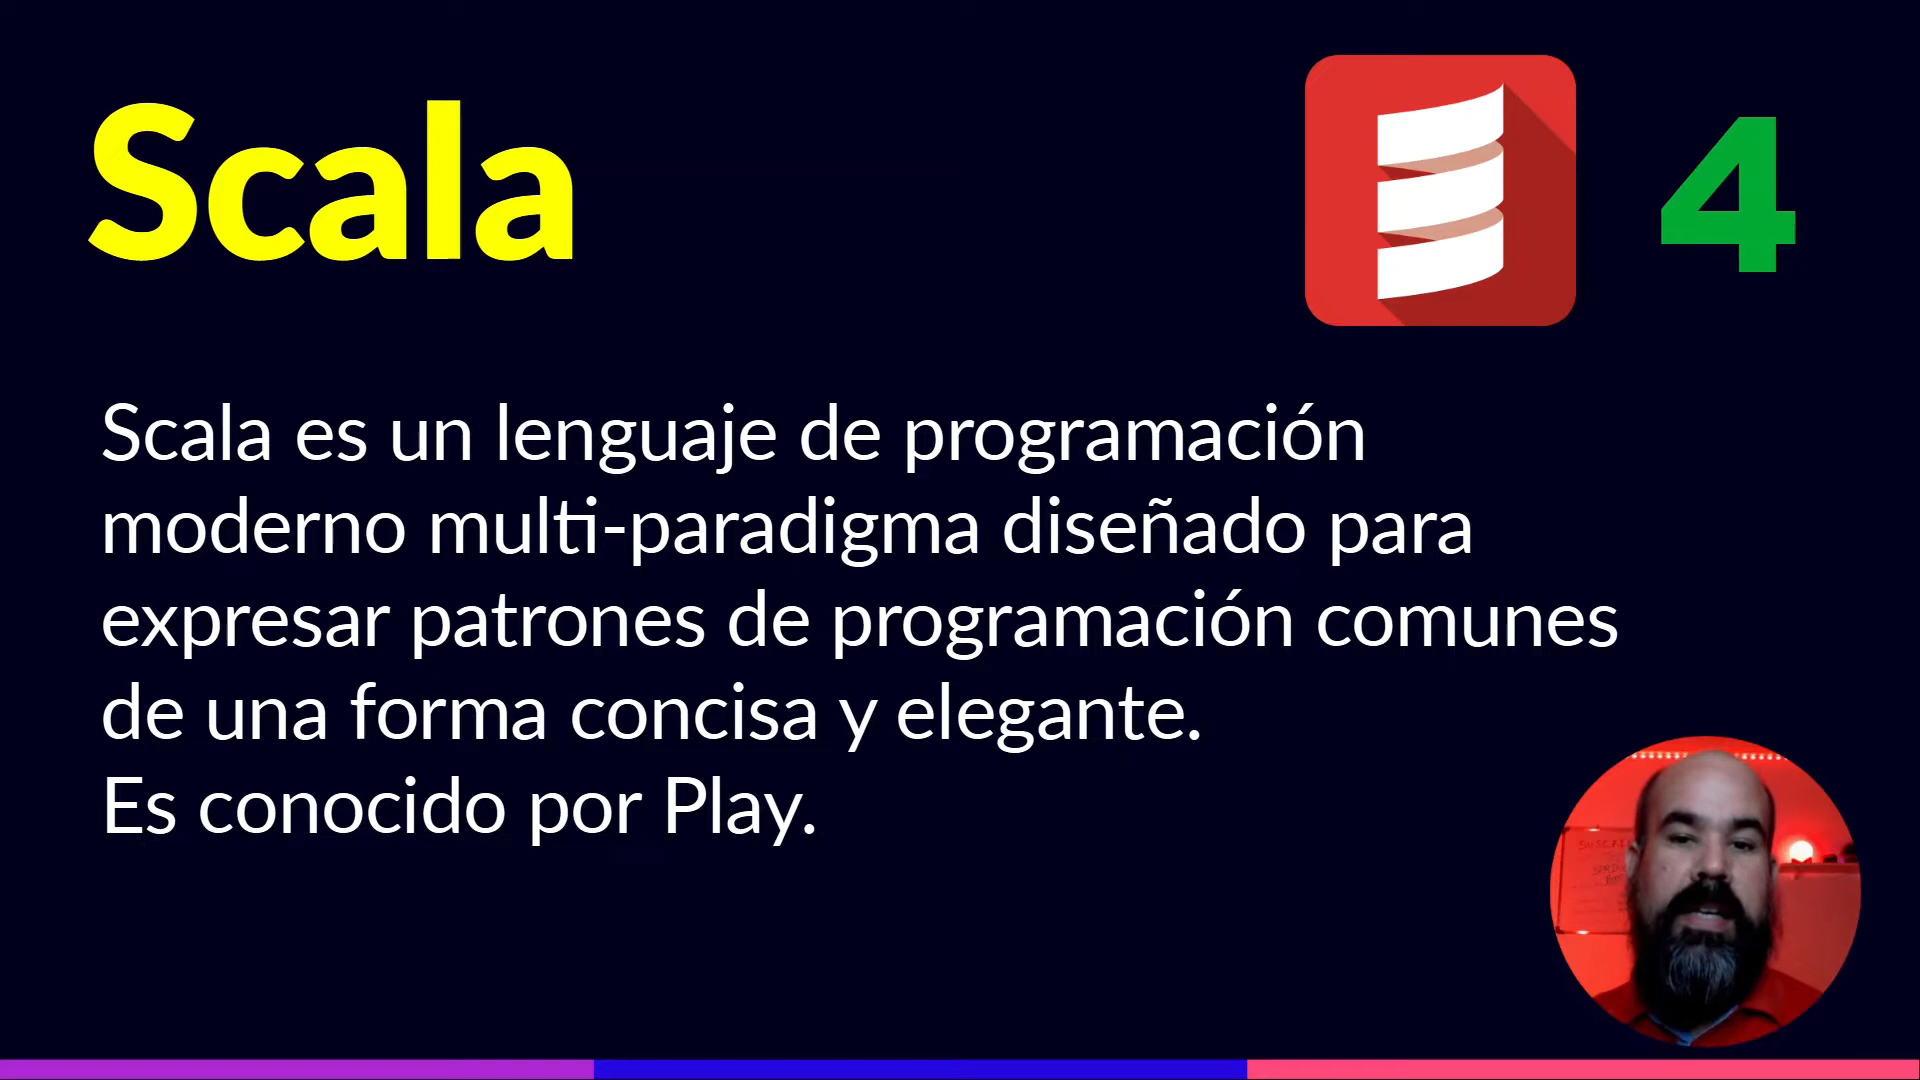 Scala
4
Scala es un lenguaje de programación
moderno multi-paradigma diseñado para
expresar patrones de programación comunes
de una forma concisa y elegante.
Es conocido por Play.